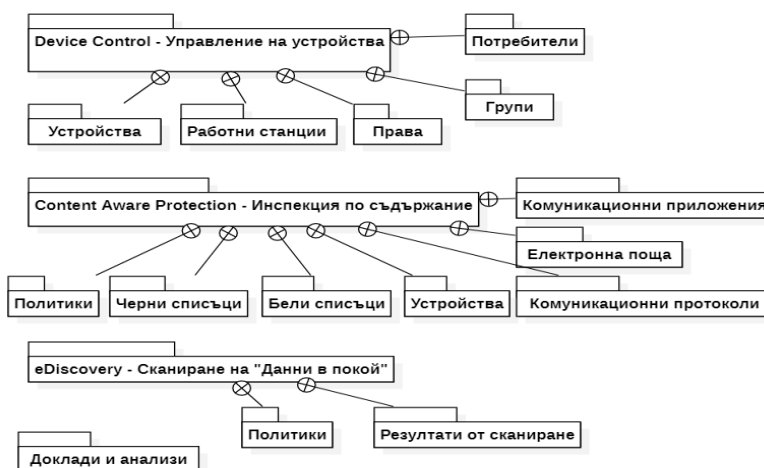 Device Control - Управление на устройства
Потребители
Групи
Устройства
Работни станции
Права
Content Aware Protection - Инспекция по съдържание
Комуникационни приложения
Електронна поща
Политики
Черни списъци
Бели списъци
Устройства
Комуникационни протоколи
eDiscovery - Сканиране на "Данни в покой"
Политики
Резултати от сканиране
Доклади и анализи